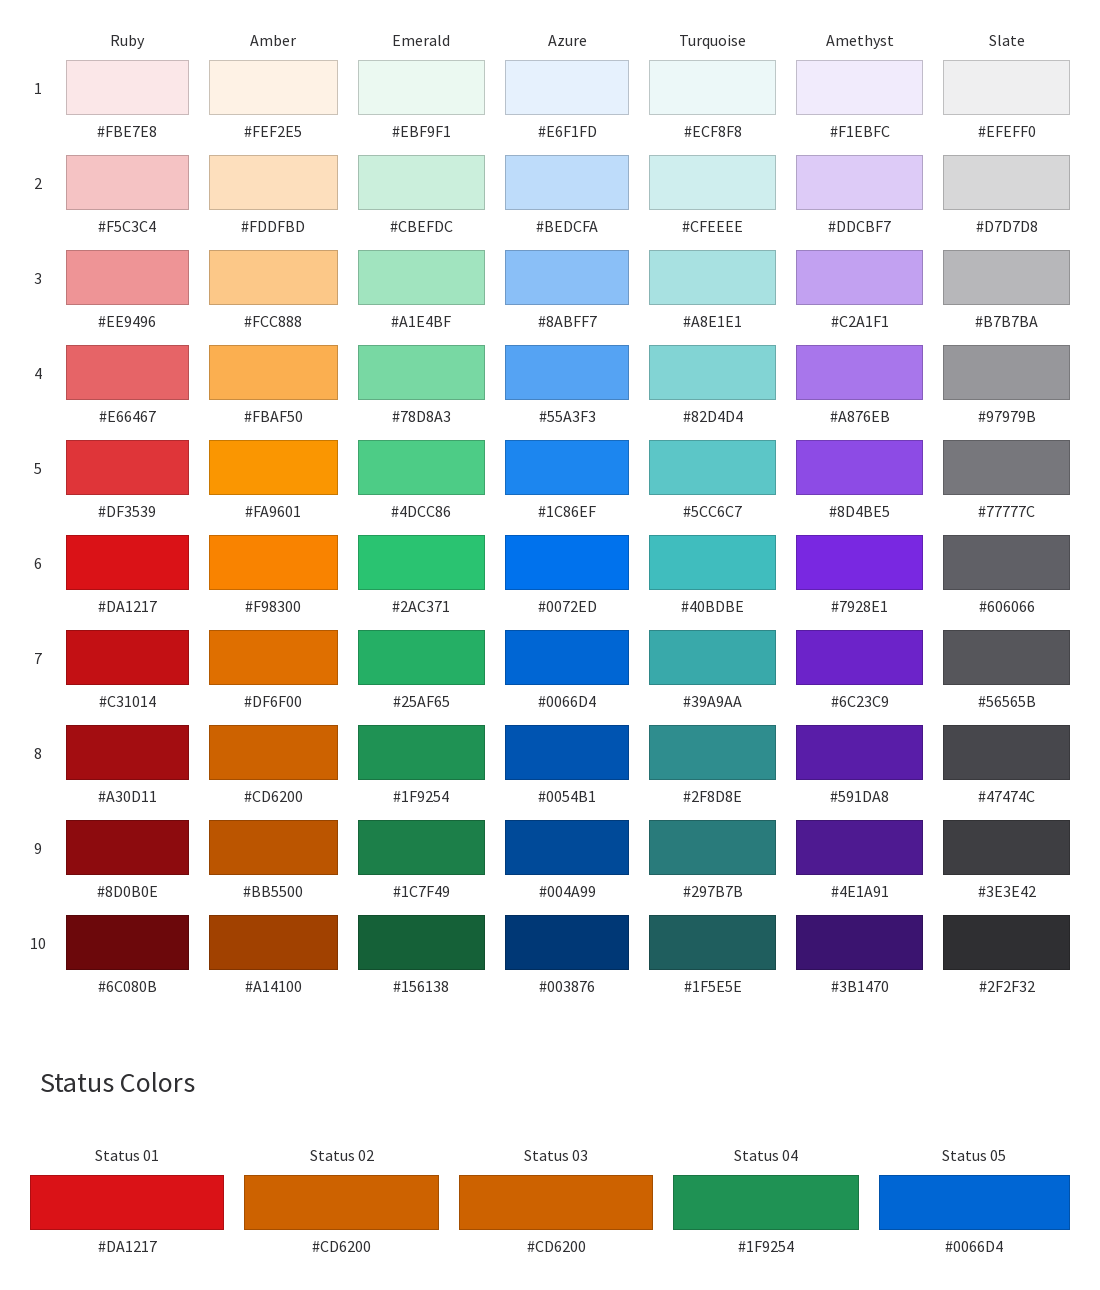 Ruby Amber Emerald Azure Turquoise Amethyst Slate
1
#FBE7E8 #FEF2E5 #EBF9F1 #E6F1FD #ECF8F8 #F1EBFC #EFEFF0
2
#F5C3C4 #FDDFBD #CBEFDC #BEDCFA #CFEEEE #DDCBF7 #D7D7D8
3
#EE9496 #FCC888 #A1E4BF #8ABFF7 #A8E1E1 #C2A1F1 #B7B7BA
4
#E66467 #FBAF50 #78D8A3 #55A3F3 #82D4D4 #A876EB #97979B
5
#DF3539 #FA9601 #4DCC86 #1C86EF #5CC6C7 #8D4BE5 #77777C
6
#DA1217 #F98300 #2AC371 #0072ED #40BDBE #7928E1 #606066
7
#C31014 #DF6F00 #25AF65 #0066D4 #39A9AA #6C23C9 #56565B
8
#A30D11 #CD6200 #1F9254 #0054B1 #2F8D8E #591DA8 #47474C
9
#8D0B0E #BB5500 #1C7F49 #004A99 #297B7B #4E1A91 #3E3E42
10
#6C080B #A14100 #156138 #003876 #1F5E5E #3B1470 #2F2F32
Status Colors
Status 01 Status 02 Status 03 Status 04 Status 05
#DA1217 #CD6200 #CD6200 #1F9254 #0066D4